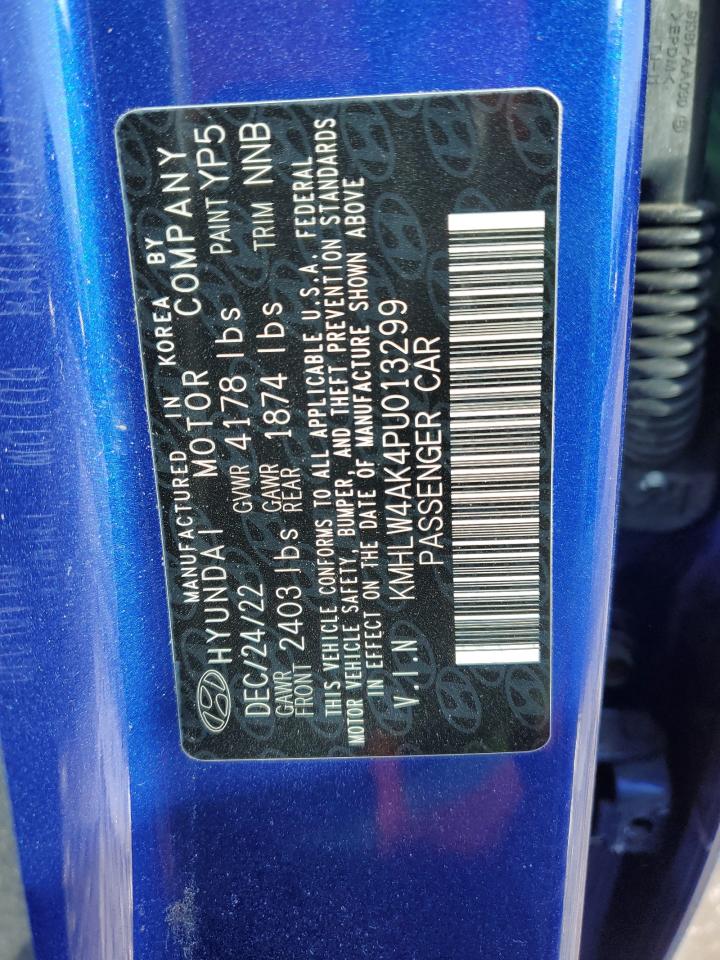 MANUFACTURED IN KOREA BY
HYUNDAI MOTOR COMPANY
DEC/24/22 GVWR 4178 lbs PAINT YP5
GAWR FRONT 2403 lbs GAWR REAR 1874 lbs TRIM NNB
THIS VEHICLE CONFORMS TO ALL APPLICABLE U.S.A. FEDERAL
MOTOR VEHICLE SAFETY, BUMPER, AND THEFT PREVENTION STANDARDS
IN EFFECT ON THE DATE OF MANUFACTURE SHOWN ABOVE
V.I.N KMHLW4AK4PU013299
PASSENGER CAR
>EPDM<